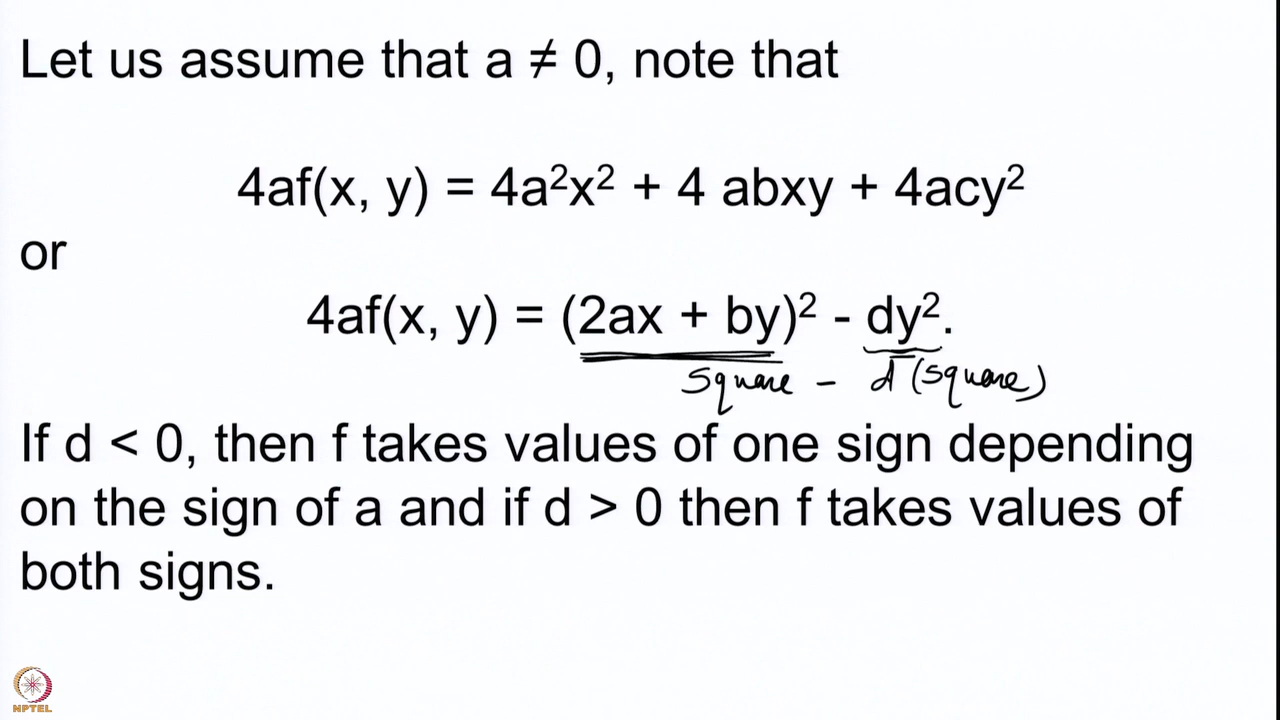 Let us assume that a ≠ 0, note that
4af(x, y) = 4a²x² + 4 abxy + 4acy²
or
4af(x, y) = (2ax + by)² - dy².
Square - d (square)
If d < 0, then f takes values of one sign depending
on the sign of a and if d > 0 then f takes values of
both signs.
NPTEL